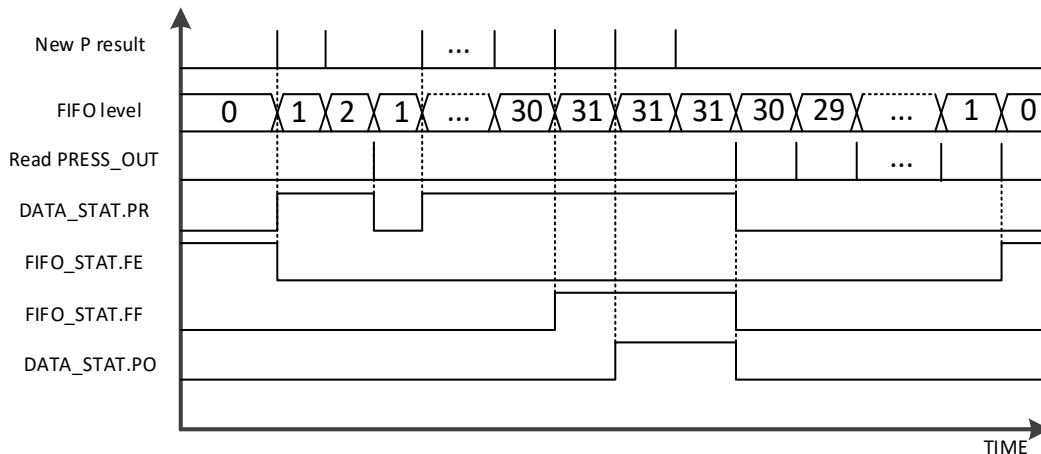 New P result
...
FIFO level
0 1 2 1 ... 30 31 31 31 30 29 ... 1 0
Read PRESS_OUT
...
DATA_STAT.PR
FIFO_STAT.FE
FIFO_STAT.FF
DATA_STAT.PO
TIME